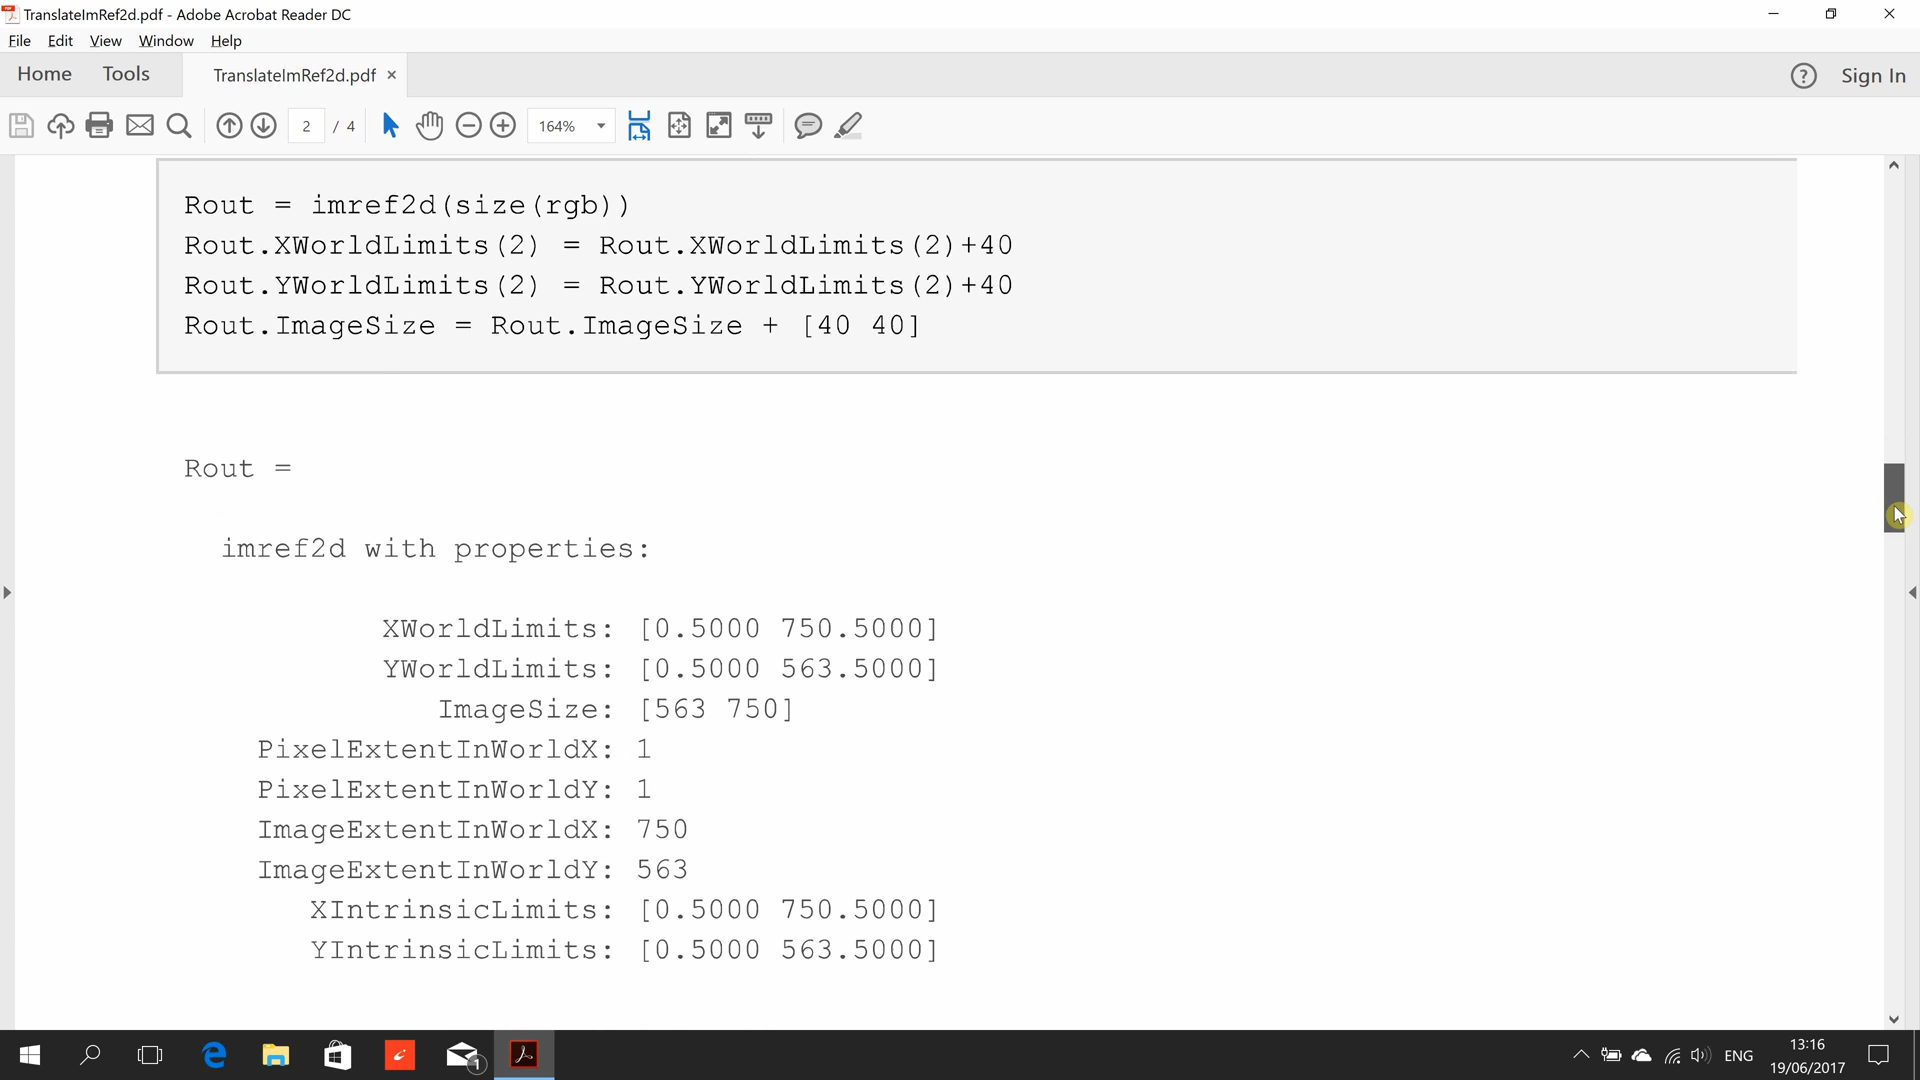 TranslateImRef2d.pdf - Adobe Acrobat Reader DC
File Edit View Window Help
Home Tools TranslateImRef2d.pdf × ? Sign In
2 / 4 164%
Rout = imref2d(size(rgb))
Rout.XWorldLimits(2) = Rout.XWorldLimits(2)+40
Rout.YWorldLimits(2) = Rout.YWorldLimits(2)+40
Rout.ImageSize = Rout.ImageSize + [40 40]
Rout =
imref2d with properties:
XWorldLimits: [0.5000 750.5000]
YWorldLimits: [0.5000 563.5000]
ImageSize: [563 750]
PixelExtentInWorldX: 1
PixelExtentInWorldY: 1
ImageExtentInWorldX: 750
ImageExtentInWorldY: 563
XIntrinsicLimits: [0.5000 750.5000]
YIntrinsicLimits: [0.5000 563.5000]
1 ENG 13:16
19/06/2017